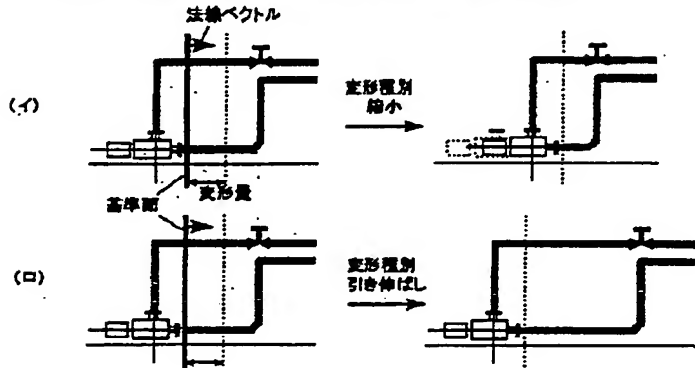 法線ベクトル
(イ)
変形種別
縮小
基準面
変形量
(ロ)
変形種別
引き伸ばし